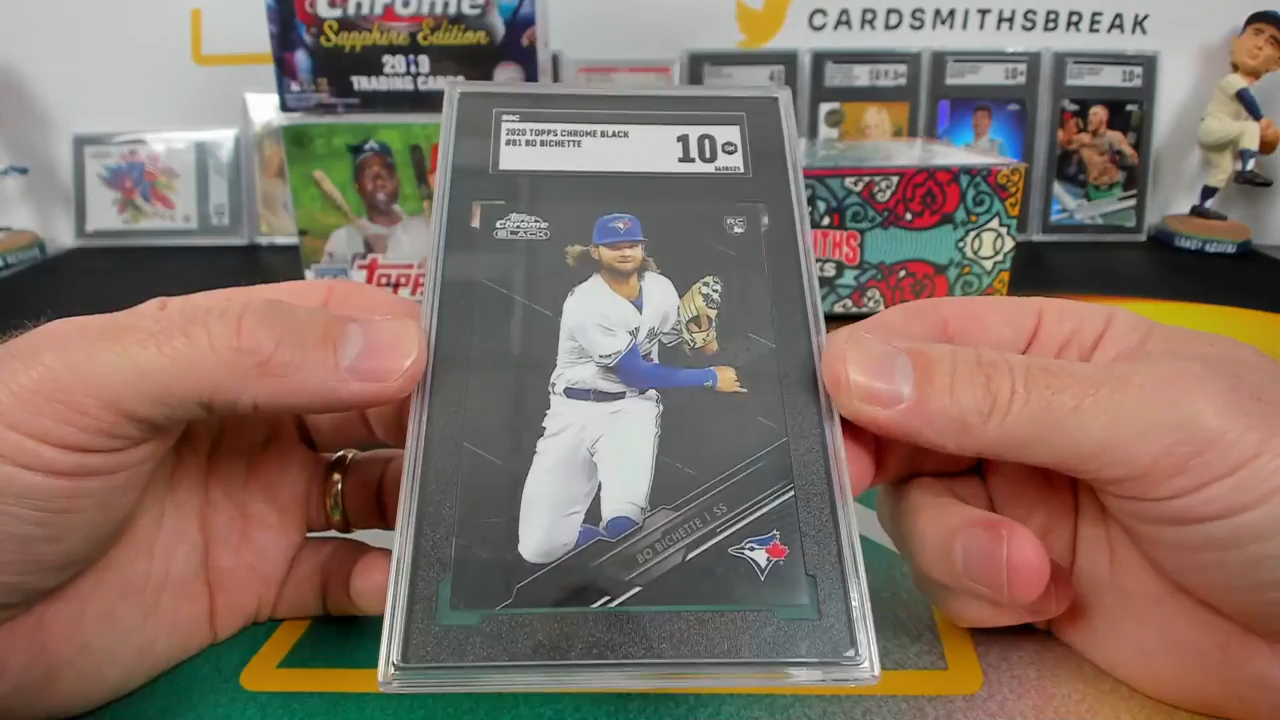 Chrome
Sapphire Edition
2019
TRADING CARDS
CARDSMITHSBREAK
10+
10+
SGC
2020 TOPPS CHROME BLACK
#81 BO BICHETTE
10 GM
Topps
Chrome
BLACK
RC
BO BICHETTE | SS